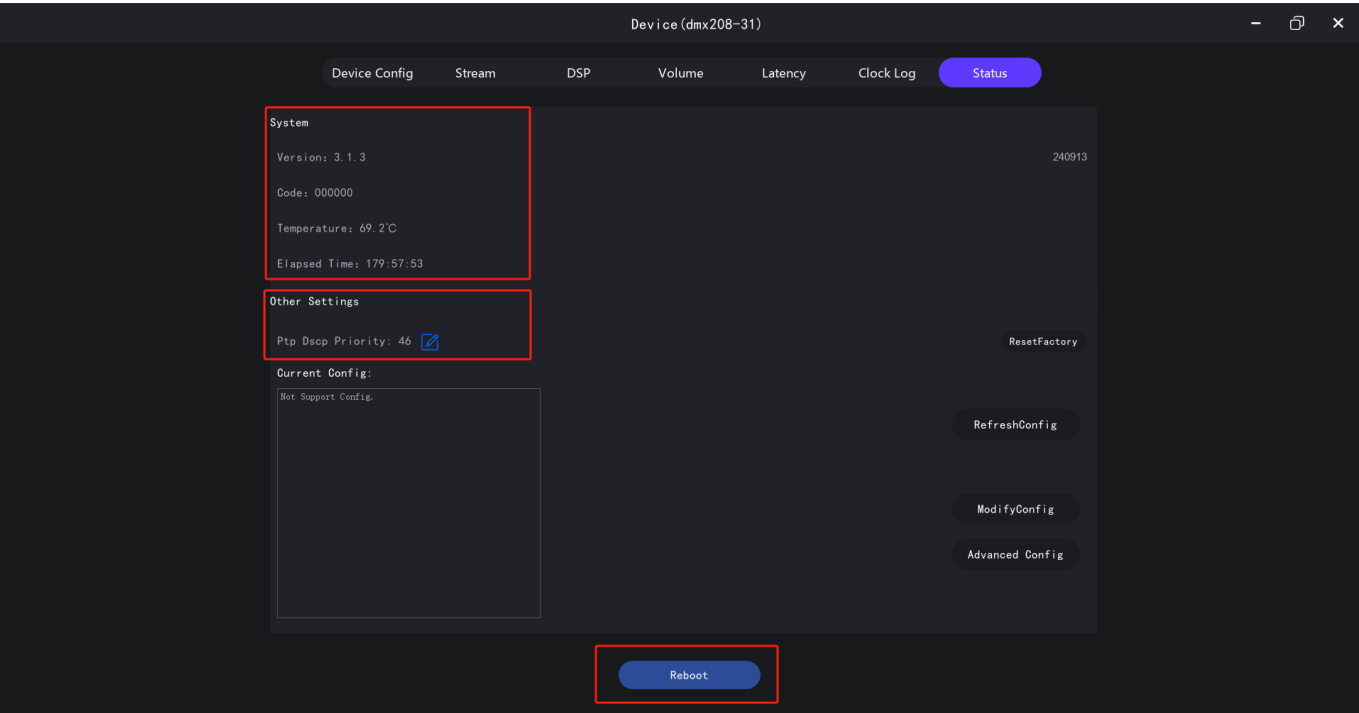 Device(dmx208-31)
Device Config Stream DSP Volume Latency Clock Log Status
System
Version: 3.1.3 240913
Code: 000000
Temperature: 69.2℃
Elapsed Time: 179:57:53
Other Settings
Ptp Dscp Priority: 46 ResetFactory
Current Config:
Not Support Config.
RefreshConfig
ModifyConfig
Advanced Config
Reboot